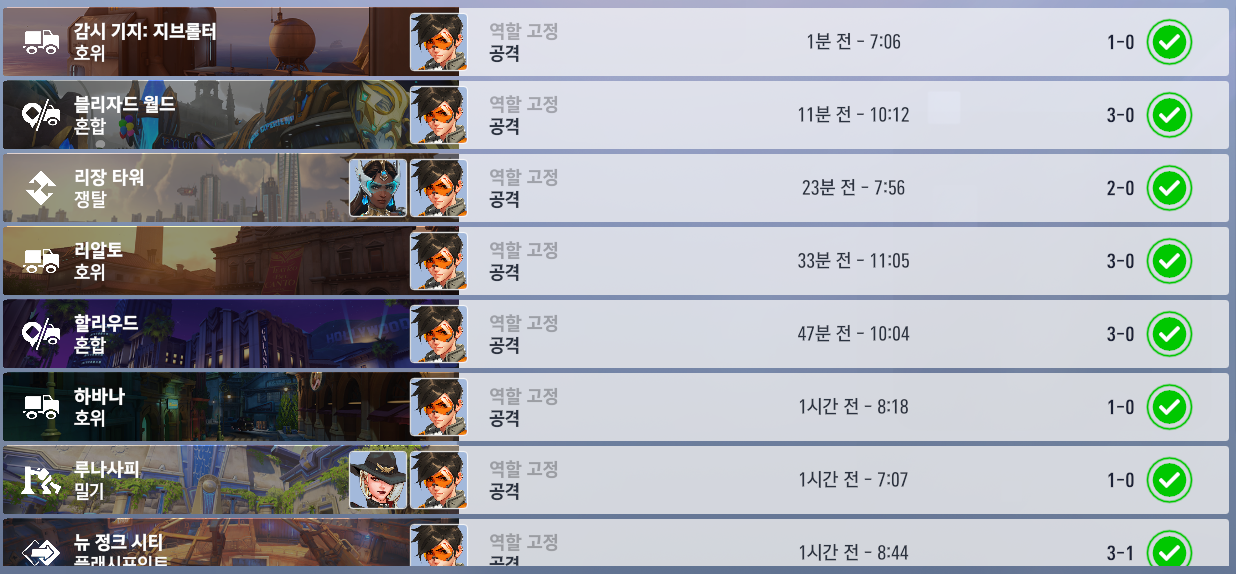 감시 기지: 지브롤터
호위
역할 고정
공격
1분 전 - 7:06
1-0
블리자드 월드
혼합
역할 고정
공격
11분 전 - 10:12
3-0
리장 타워
쟁탈
역할 고정
공격
23분 전 - 7:56
2-0
리알토
호위
역할 고정
공격
33분 전 - 11:05
3-0
할리우드
혼합
HOLLYWOOD
역할 고정
공격
47분 전 - 10:04
3-0
하바나
호위
역할 고정
공격
1시간 전 - 8:18
1-0
루나사피
밀기
역할 고정
공격
1시간 전 - 7:07
1-0
뉴 정크 시티
플래시포인트
역할 고정
공격
1시간 전 - 8:44
3-1